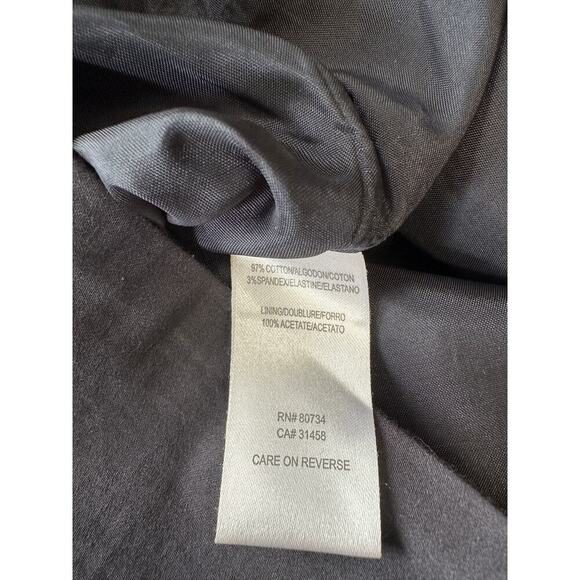 97% COTTON/ALGODON/COTON
3% SPANDEX/ELASTINE/ELASTANO
LINING/DOUBLURE/FORRO
100% ACETATE/ACETATO
RN# 80734
CA# 31458
CARE ON REVERSE